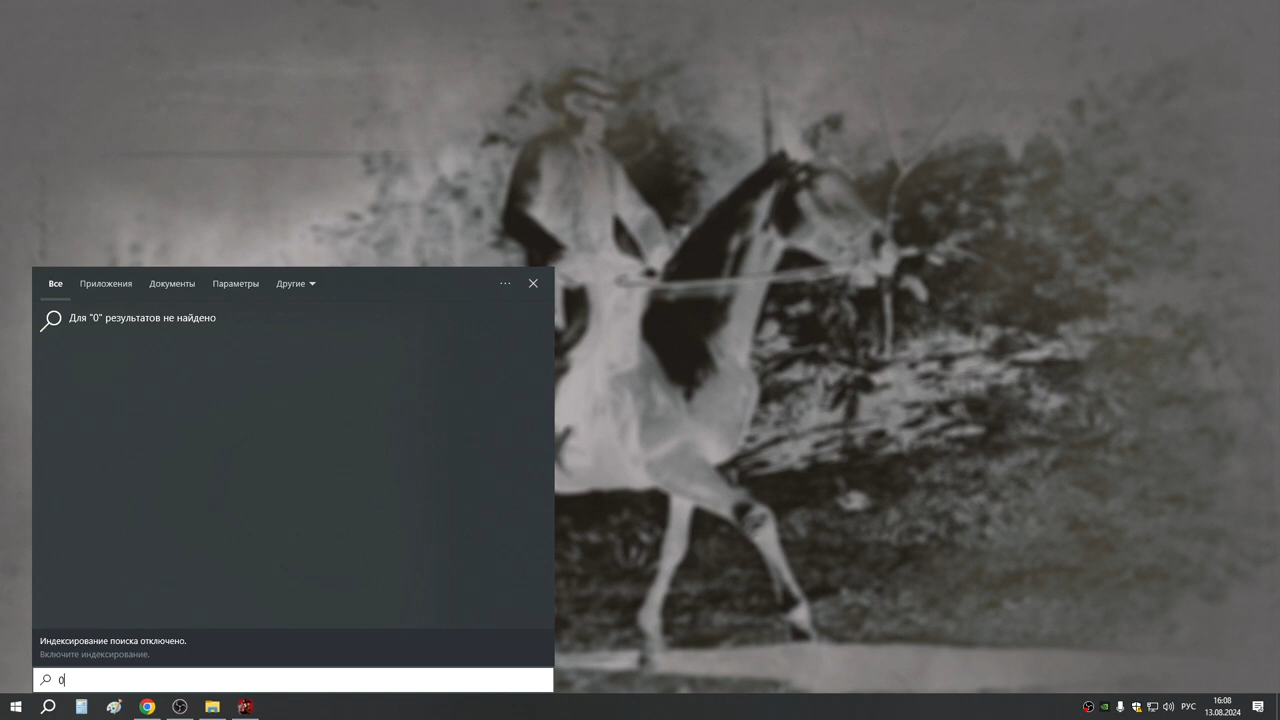 Все Приложения Документы Параметры Другие
Для "0" результатов не найдено
Индексирование поиска отключено.
Включите индексирование.
0
РУС
16:08
13.08.2024